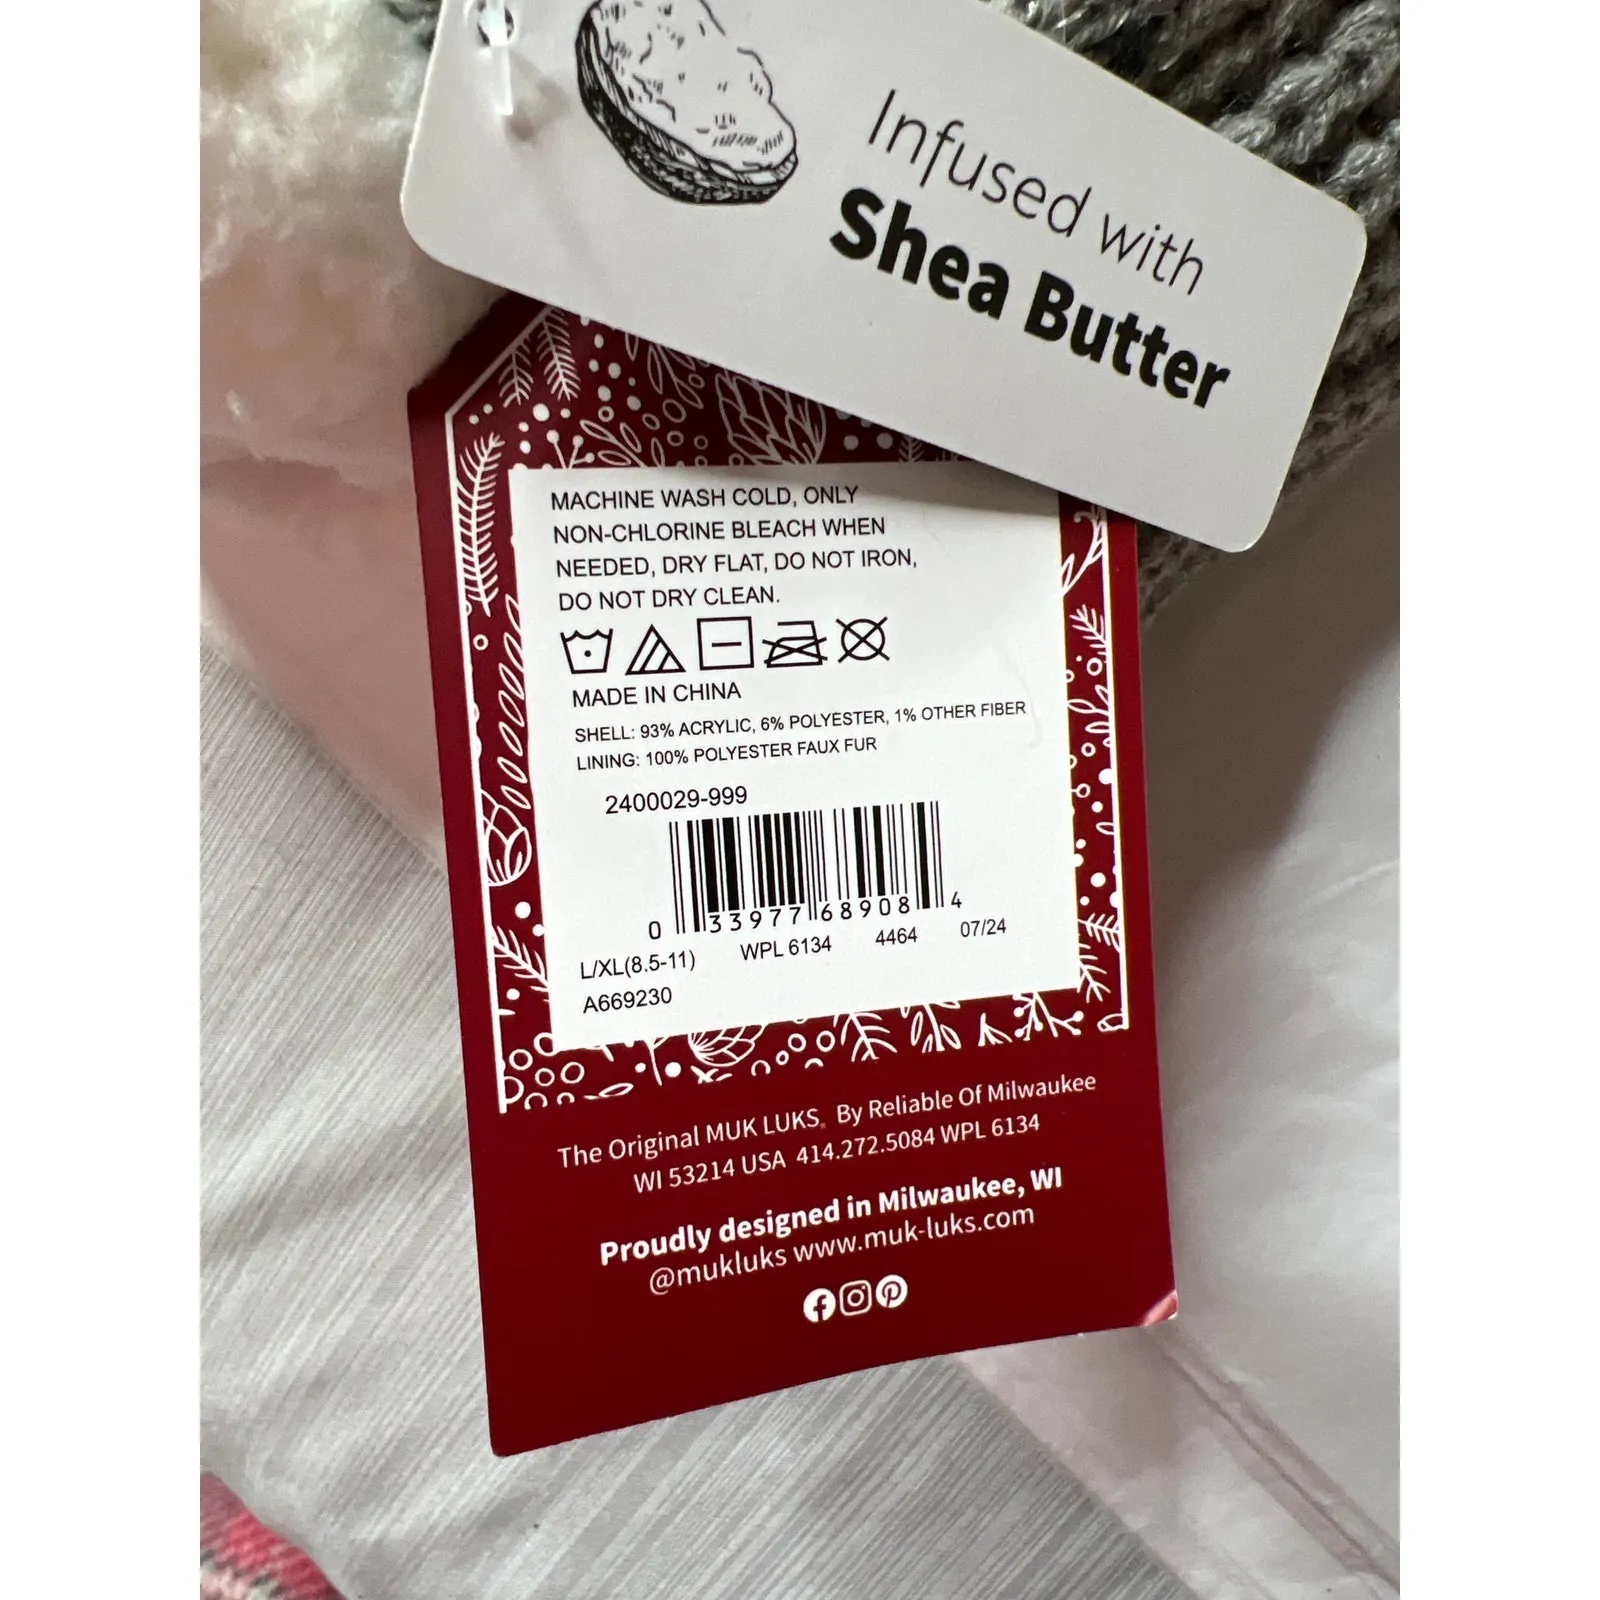 Infused with
Shea Butter
MACHINE WASH COLD, ONLY
NON-CHLORINE BLEACH WHEN
NEEDED, DRY FLAT, DO NOT IRON,
DO NOT DRY CLEAN.
MADE IN CHINA
SHELL: 93% ACRYLIC, 6% POLYESTER, 1% OTHER FIBER
LINING: 100% POLYESTER FAUX FUR
2400029-999
0 33977 68908 4
L/XL(8.5-11) WPL 6134 4464 07/24
A669230
The Original MUK LUKS® By Reliable Of Milwaukee
WI 53214 USA 414.272.5084 WPL 6134
Proudly designed in Milwaukee, WI
@mukluks www.muk-luks.com